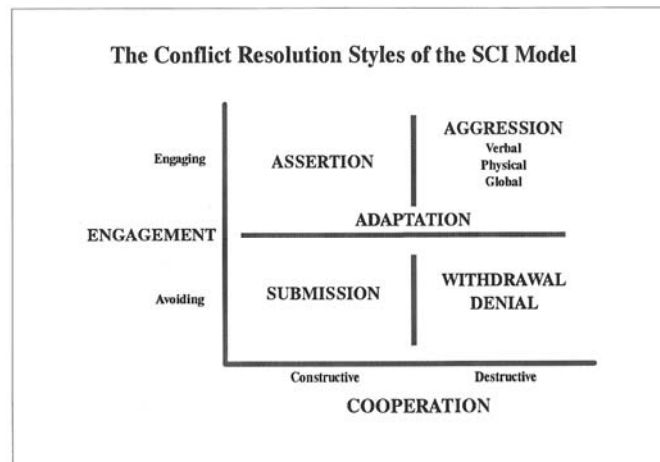 The Conflict Resolution Styles of the SCI Model
AGGRESSION
Verbal
Physical
Global
Engaging
ASSERTION
ADAPTATION
ENGAGEMENT
Avoiding
SUBMISSION
WITHDRAWAL
DENIAL
Constructive
Destructive
COOPERATION